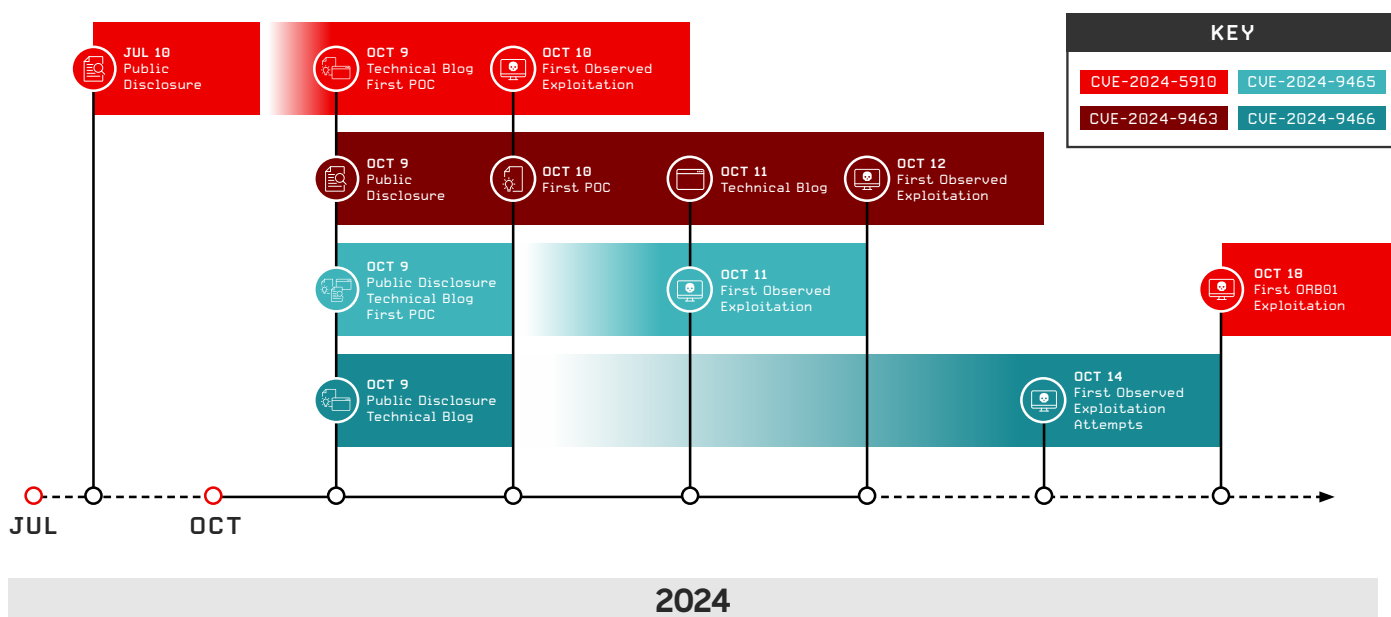 KEY
CVE-2024-5910
CVE-2024-9465
CVE-2024-9463
CVE-2024-9466
JUL 10
Public
Disclosure
OCT 9
Technical Blog
First POC
OCT 10
First Observed
Exploitation
OCT 9
Public
Disclosure
OCT 10
First POC
OCT 11
Technical Blog
OCT 12
First Observed
Exploitation
OCT 9
Public Disclosure
Technical Blog
First POC
OCT 11
First Observed
Exploitation
OCT 18
First ORB01
Exploitation
OCT 9
Public Disclosure
Technical Blog
OCT 14
First Observed
Exploitation
Attempts
JUL
OCT
2024